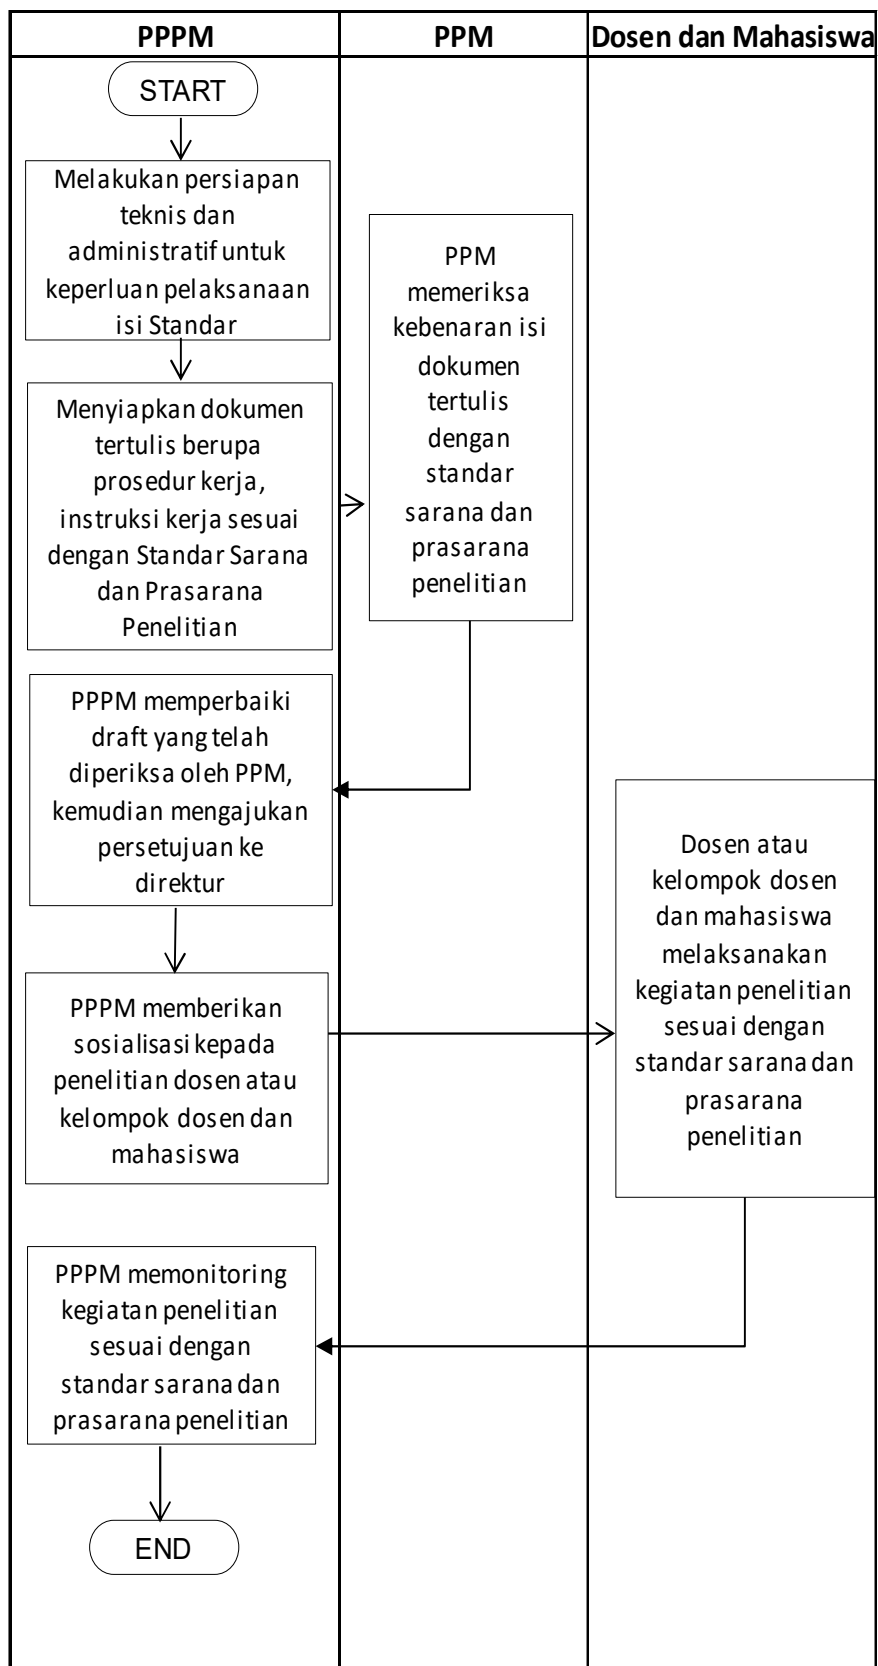 PPPM
PPM
Dosen dan Mahasiswa
START
Melakukan persiapan
teknis dan
administratif untuk
keperluan pelaksanaan
isi Standar
Menyiapkan dokumen
tertulis berupa
prosedur kerja,
instruksi kerja sesuai
dengan Standar Sarana
dan Prasarana
Penelitian
PPM
memeriksa
kebenaran isi
dokumen
tertulis
dengan
standar
sarana dan
prasarana
penelitian
PPPM memperbaiki
draft yang telah
diperiksa oleh PPM,
kemudian mengajukan
persetujuan ke
direktur
PPPM memberikan
sosialisasi kepada
penelitian dosen atau
kelompok dosen dan
mahasiswa
Dosen atau
kelompok dosen
dan mahasiswa
melaksanakan
kegiatan penelitian
sesuai dengan
standar sarana dan
prasarana
penelitian
PPPM memonitoring
kegiatan penelitian
sesuai dengan
standar sarana dan
prasarana penelitian
END